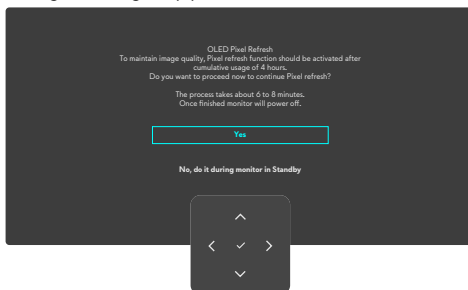 OLED Pixel Refresh
To maintain image quality, Pixel refresh function should be activated after
cumulative usage of 4 hours.
Do you want to proceed now to continue Pixel refresh?
The process takes about 6 to 8 minutes.
Once finished monitor will power off.
Yes
No, do it during monitor in Standby